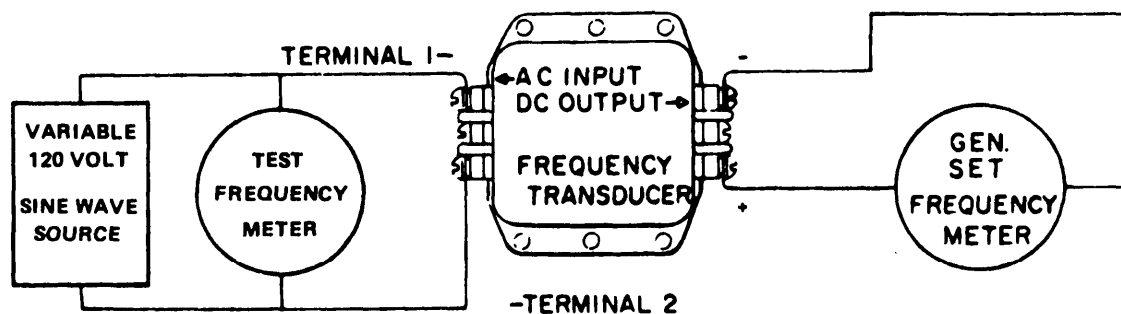 TERMINAL 1-
VARIABLE
120 VOLT
SINE WAVE
SOURCE
TEST
FREQUENCY
METER
AC INPUT
DC OUTPUT
FREQUENCY
TRANSDUCER
-
+
GEN.
SET
FREQUENCY
METER
-TERMINAL 2